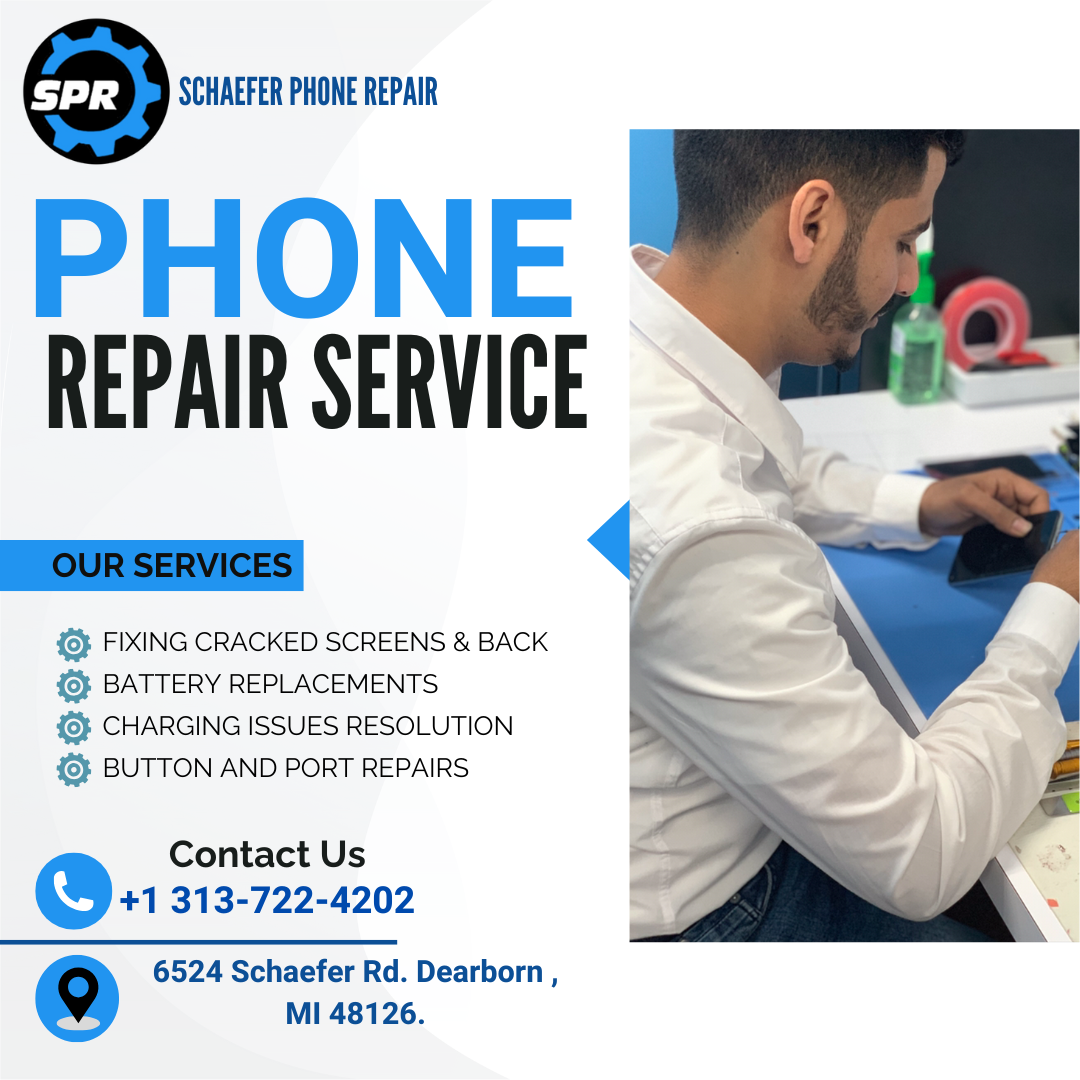 SPR
SCHAEFER PHONE REPAIR
PHONE
REPAIR SERVICE
OUR SERVICES
FIXING CRACKED SCREENS & BACK
BATTERY REPLACEMENTS
CHARGING ISSUES RESOLUTION
BUTTON AND PORT REPAIRS
Contact Us
+1 313-722-4202
6524 Schaefer Rd. Dearborn ,
MI 48126.